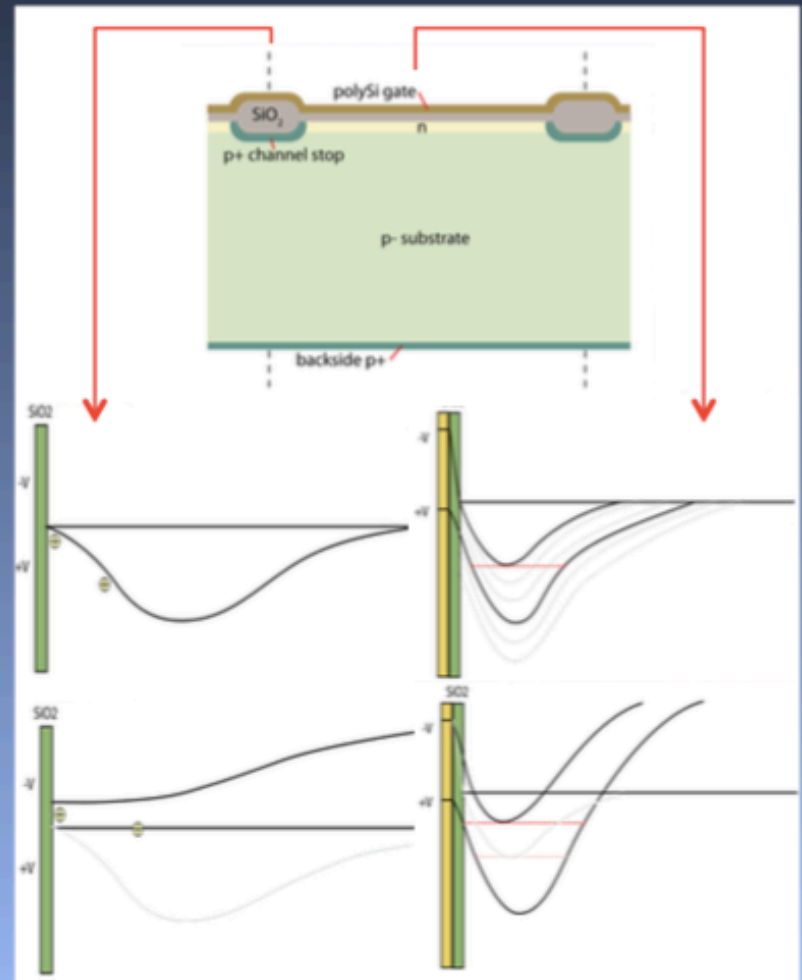 polySi gate
SiO2
n
p+ channel stop
p- substrate
backside p+
SiO2
-V
+V
-V
+V
SiO2
-V
+V
SiO2
-V
+V